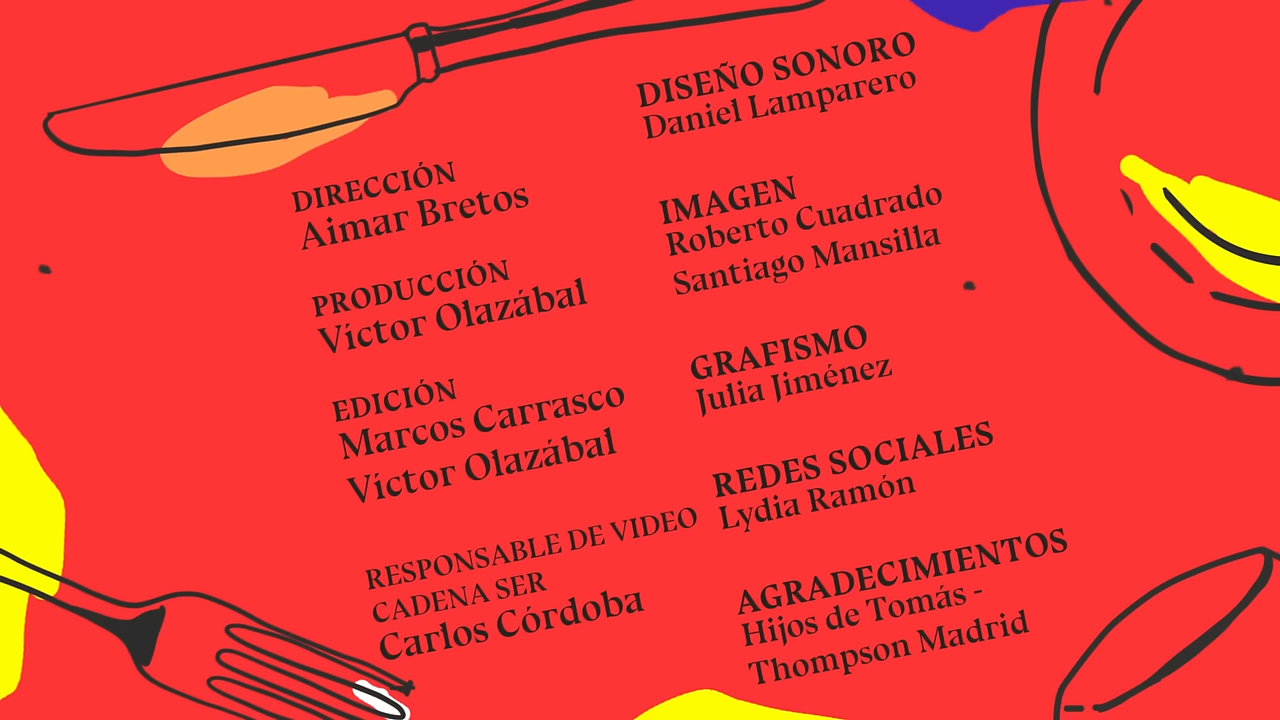 DIRECCIÓN
Aimar Bretos
PRODUCCIÓN
Víctor Olazábal
EDICIÓN
Marcos Carrasco
Víctor Olazábal
RESPONSABLE DE VIDEO
CADENA SER
Carlos Córdoba
DISEÑO SONORO
Daniel Lamparero
IMAGEN
Roberto Cuadrado
Santiago Mansilla
GRAFISMO
Julia Jiménez
REDES SOCIALES
Lydia Ramón
AGRADECIMIENTOS
Hijos de Tomás -
Thompson Madrid